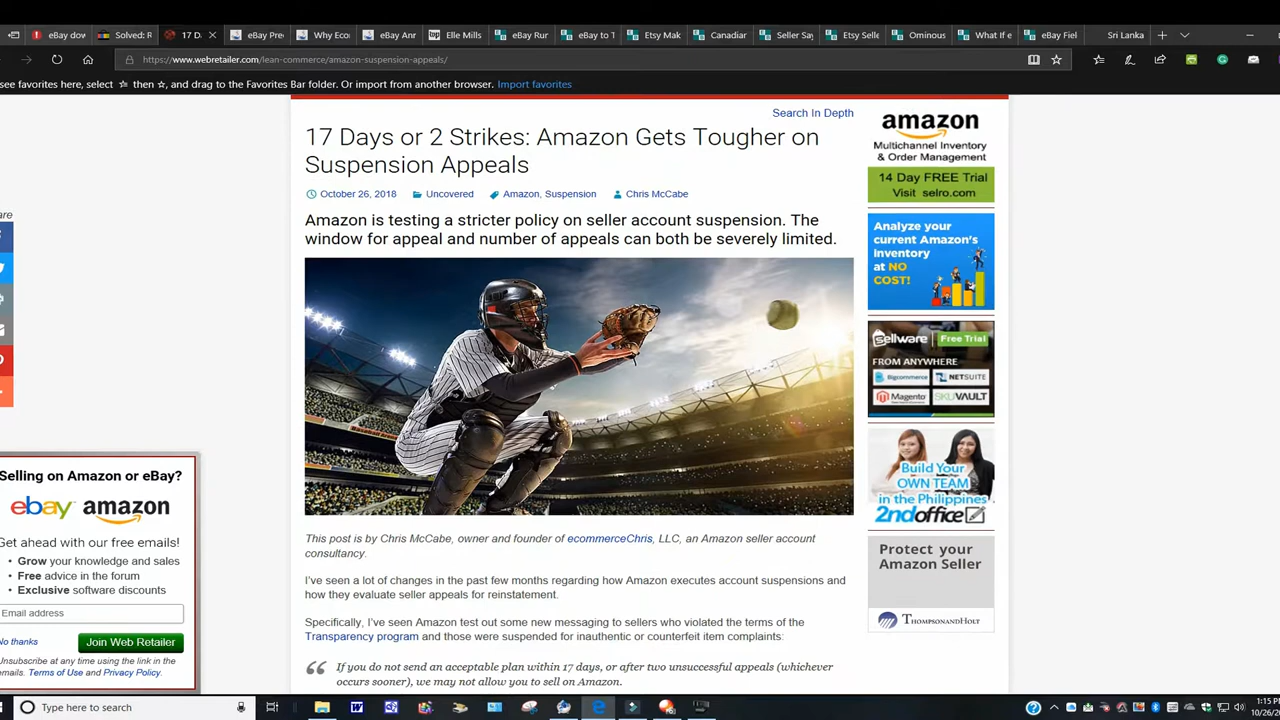 eBay dow
Solved: R
17 D
eBay Pre
Why Eco
eBay Anr
Elle Mills
eBay Rur
eBay to T
Etsy Mak
Canadiar
Seller Say
Etsy Selle
Ominous
What If e
eBay Fiel
Sri Lanka
https://www.webretailer.com/lean-commerce/amazon-suspension-appeals/
see favorites here, select ☆ then ☆, and drag to the Favorites Bar folder. Or import from another browser. Import favorites
Search In Depth
17 Days or 2 Strikes: Amazon Gets Tougher on
Suspension Appeals
October 26, 2018 Uncovered Amazon, Suspension Chris McCabe
Amazon is testing a stricter policy on seller account suspension. The
window for appeal and number of appeals can both be severely limited.
This post is by Chris McCabe, owner and founder of ecommerceChris, LLC, an Amazon seller account
consultancy.
I've seen a lot of changes in the past few months regarding how Amazon executes account suspensions and
how they evaluate seller appeals for reinstatement.
Specifically, I've seen Amazon test out some new messaging to sellers who violated the terms of the
Transparency program and those were suspended for inauthentic or counterfeit item complaints:
If you do not send an acceptable plan within 17 days, or after two unsuccessful appeals (whichever
occurs sooner), we may not allow you to sell on Amazon.
amazon
Multichannel Inventory
& Order Management
14 Day FREE Trial
Visit selro.com
Analyze your
current Amazon's
inventory
at NO
COST!
Sellware Free Trial
FROM ANYWHERE
Bigcommerce NETSUITE
Magento SKUVAULT
Build Your
OWN TEAM
in the Philippines
2ndoffice
Protect your
Amazon Seller
THOMPSONANDHOLT
are
Selling on Amazon or eBay?
ebay amazon
Get ahead with our free emails!
• Grow your knowledge and sales
• Free advice in the forum
• Exclusive software discounts
Email address
No thanks
Join Web Retailer
Unsubscribe at any time using the link in the
emails. Terms of Use and Privacy Policy.
Type here to search
1:15 P
10/26/20